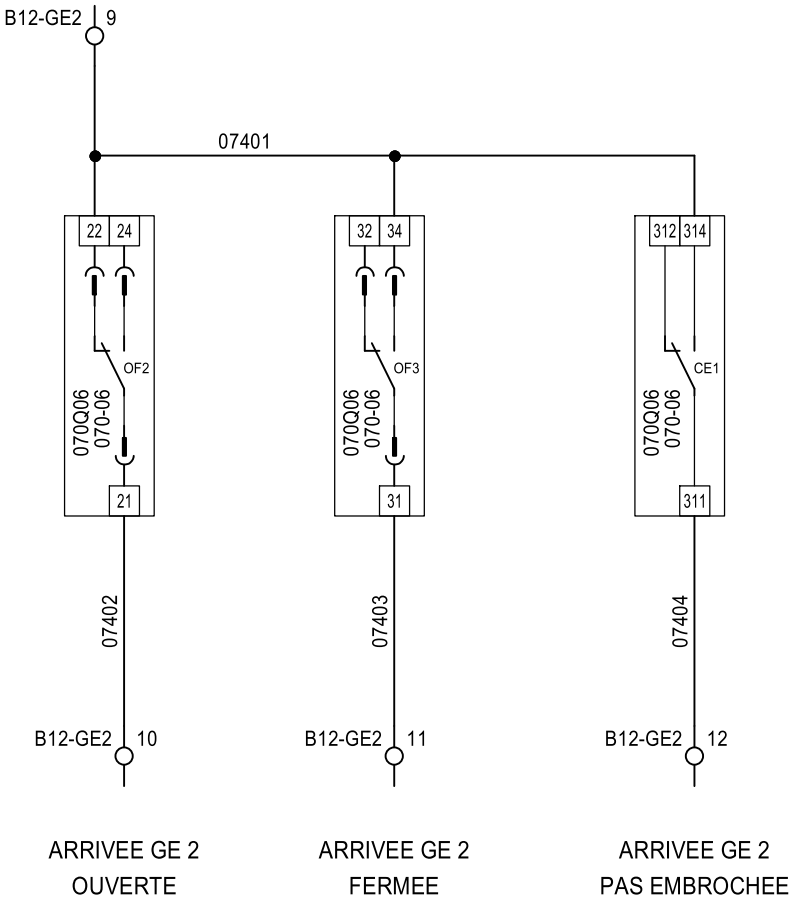 B12-GE2 9
07401
22 24
32 34
312 314
OF2
OF3
CE1
070Q06
070-06
070Q06
070-06
070Q06
070-06
21
31
311
07402
07403
07404
B12-GE2 10
B12-GE2 11
B12-GE2 12
ARRIVEE GE 2
OUVERTE
ARRIVEE GE 2
FERMEE
ARRIVEE GE 2
PAS EMBROCHEE